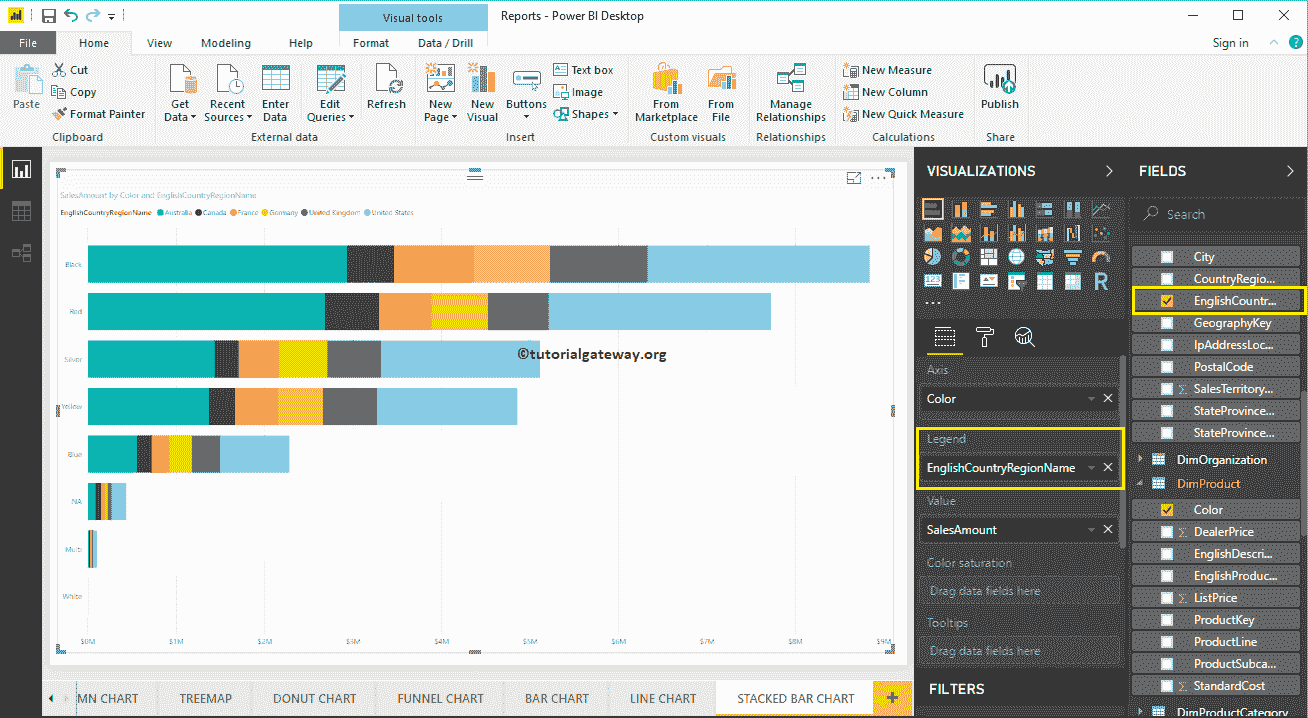 Visual tools
Reports - Power BI Desktop
File
Home
View
Modeling
Help
Format
Data / Drill
Sign in
Paste
Cut
Copy
Format Painter
Clipboard
Get Data
Recent Sources
Enter Data
Edit Queries
Refresh
External data
New Page
New Visual
Buttons
Text box
Image
Shapes
Insert
From Marketplace
From File
Custom visuals
Manage Relationships
Relationships
New Measure
New Column
New Quick Measure
Calculations
Publish
Share
SalesAmount by Color and EnglishCountryRegionName
EnglishCountryRegionName Australia Canada France Germany United Kingdom United States
Black
Red
Silver
Yellow
Blue
NA
Multi
White
$0M $1M $2M $3M $4M $5M $6M $7M $8M $9M
©tutorialgateway.org
VISUALIZATIONS
R
Axis
Color
Legend
EnglishCountryRegionName
Value
SalesAmount
Color saturation
Drag data fields here
Tooltips
Drag data fields here
FILTERS
FIELDS
Search
City
CountryRegio...
EnglishCountr...
GeographyKey
IpAddressLoc...
PostalCode
SalesTerritory...
StateProvince...
StateProvince...
DimOrganization
DimProduct
Color
DealerPrice
EnglishDescri...
EnglishProduc...
ListPrice
ProductKey
ProductLine
ProductSubca...
StandardCost
DimProductCategory
MN CHART
TREEMAP
DONUT CHART
FUNNEL CHART
BAR CHART
LINE CHART
STACKED BAR CHART